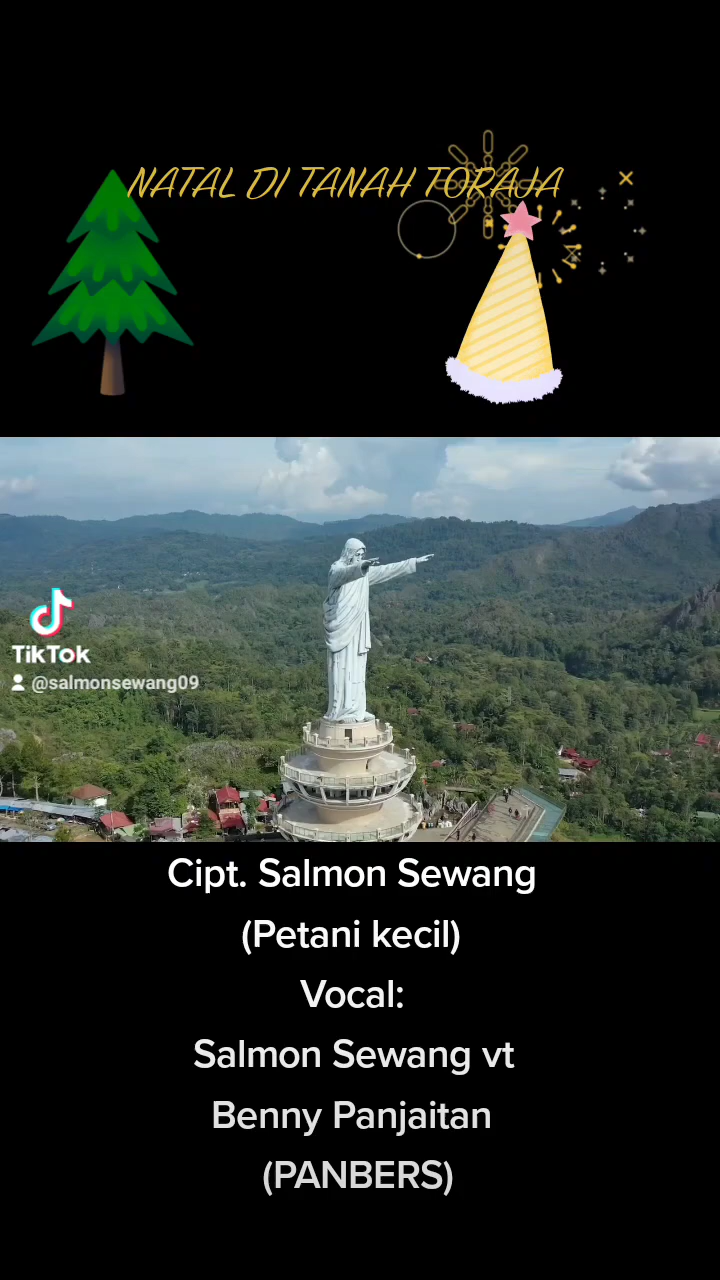 NATAL DI TANAH TORAJA
TikTok
@salmonsewang09
Cipt. Salmon Sewang
(Petani kecil)
Vocal:
Salmon Sewang vt
Benny Panjaitan
(PANBERS)